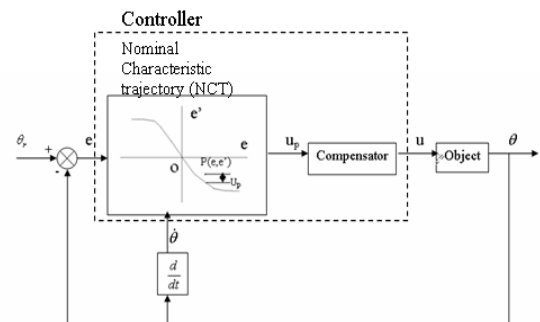 Controller
Nominal
Characteristic
trajectory (NCT)
e'
θr
+
-
e
e
O
P(e,e')
Up
up
Compensator
u
Object
θ
θ̇
d
dt